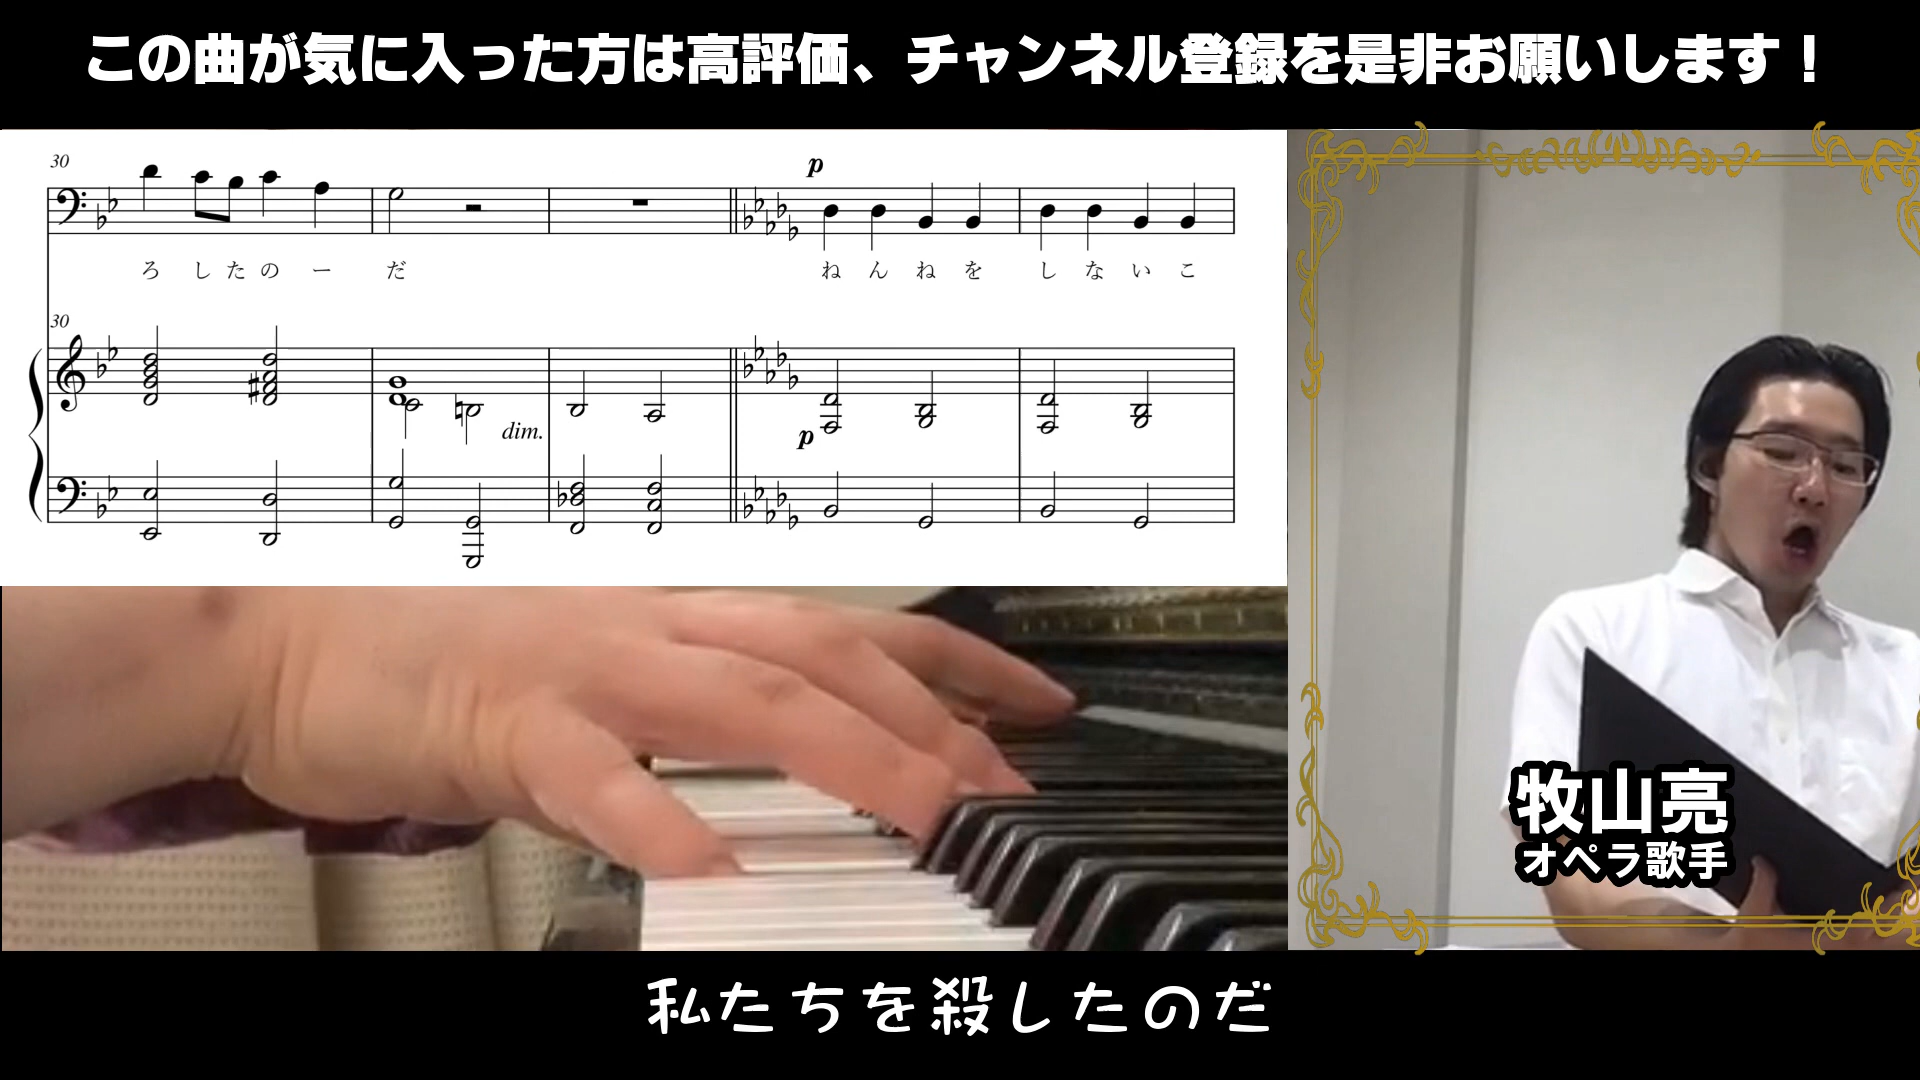 この曲が気に入った方は高評価、チャンネル登録を是非お願いします!
30
p
ろ し た の ー だ ね ん ね を し な い こ
30
dim.
p
牧山亮
オペラ歌手
私たちを殺したのだ